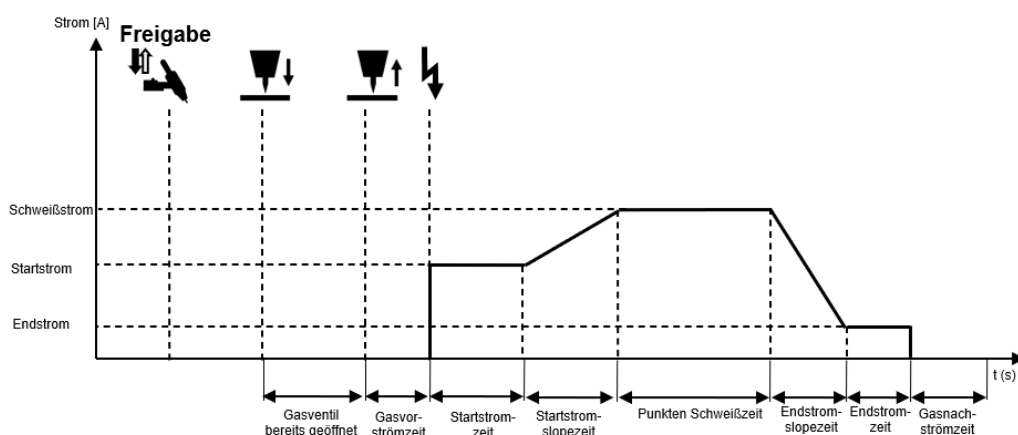 Strom [A]
Freigabe
Schweißstrom
Startstrom
Endstrom
t (s)
Gasventil
bereits geöffnet
Gasvor-
strömzeit
Startstrom-
zeit
Startstrom-
slopezeit
Punkten Schweißzeit
Endstrom-
slopezeit
Endstrom-
zeit
Gasnach-
strömzeit